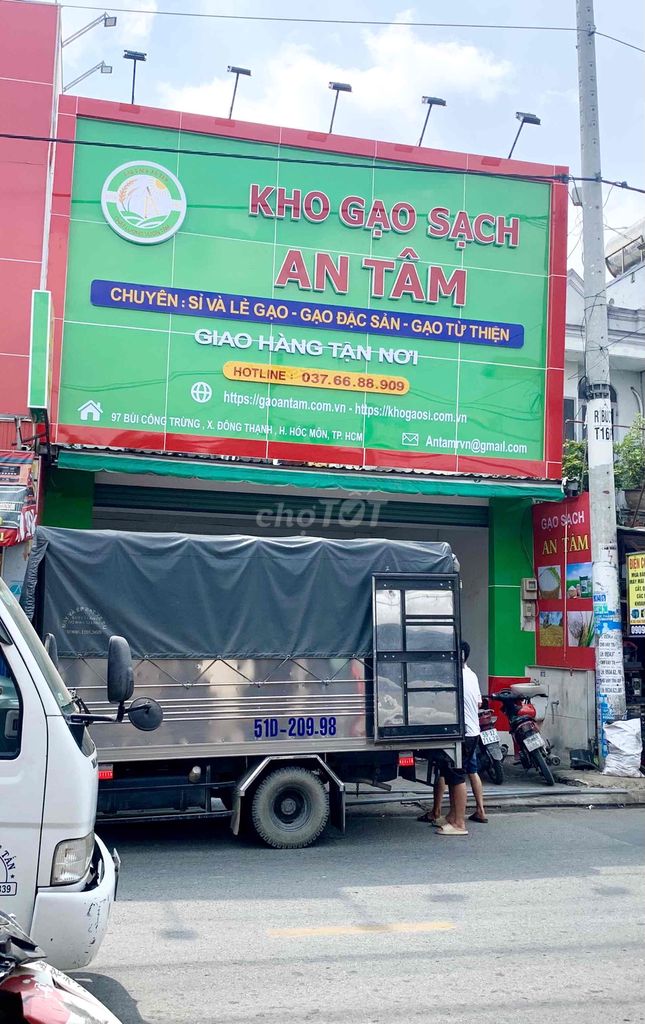 KHO GẠO SẠCH
AN TÂM
CHUYÊN : SỈ VÀ LẺ GẠO - GẠO ĐẶC SẢN - GẠO TỪ THIỆN
GIAO HÀNG TẬN NƠI
HOTLINE : 037.66.88.909
https://gaoantam.com.vn - https://khogaosi.com.vn
97 BÙI CÔNG TRỪNG , X. ĐÔNG THẠNH , H. HÓC MÔN, TP. HCM
Antamrvn@gmail.com
chợTỐT
GẠO SẠCH
AN TÂM
51D-209.98